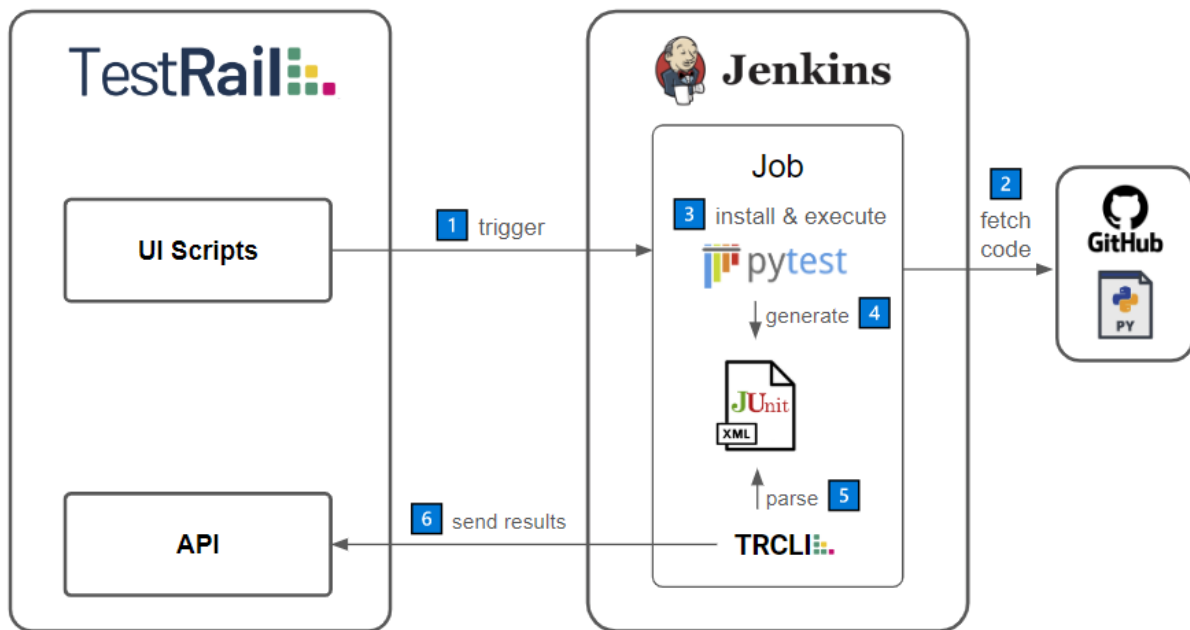 TestRail
Jenkins
Job
UI Scripts
1 trigger
3 install & execute
pytest
2
fetch
code
GitHub
PY
generate 4
JUnit
XML
parse 5
API
6 send results
TRCLI